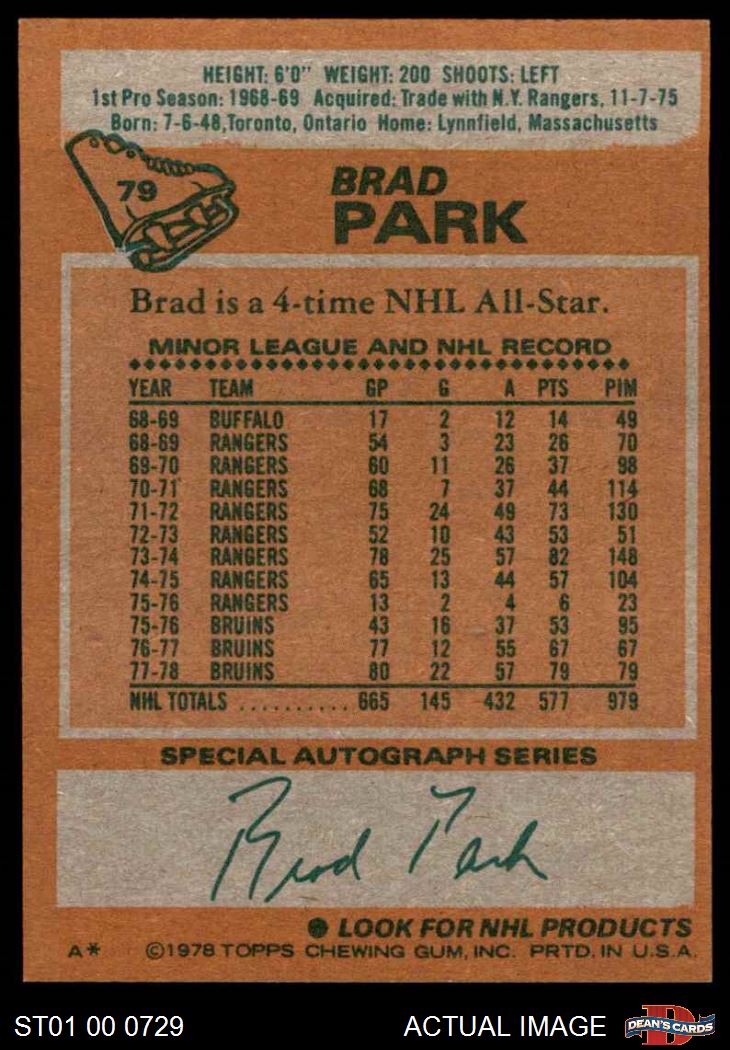 HEIGHT: 6'0" WEIGHT: 200 SHOOTS: LEFT
1st Pro Season: 1968-69 Acquired: Trade with N.Y. Rangers, 11-7-75
Born: 7-6-48, Toronto, Ontario Home: Lynnfield, Massachusetts
79
BRAD
PARK
Brad is a 4-time NHL All-Star.
MINOR LEAGUE AND NHL RECORD
YEAR TEAM GP G A PTS PIM
68-69 BUFFALO 17 2 12 14 49
68-69 RANGERS 54 3 23 26 70
69-70 RANGERS 60 11 26 37 98
70-71 RANGERS 68 7 37 44 114
71-72 RANGERS 75 24 49 73 130
72-73 RANGERS 52 10 43 53 51
73-74 RANGERS 78 25 57 82 148
74-75 RANGERS 65 13 44 57 104
75-76 RANGERS 13 2 4 6 23
75-76 BRUINS 43 16 37 53 95
76-77 BRUINS 77 12 55 67 67
77-78 BRUINS 80 22 57 79 79
NHL TOTALS .......... 665 145 432 577 979
SPECIAL AUTOGRAPH SERIES
Brad Park
● LOOK FOR NHL PRODUCTS
A* ©1978 TOPPS CHEWING GUM, INC. PRTD. IN U.S.A.
ST01 00 0729 ACTUAL IMAGE D DEAN'S CARDS